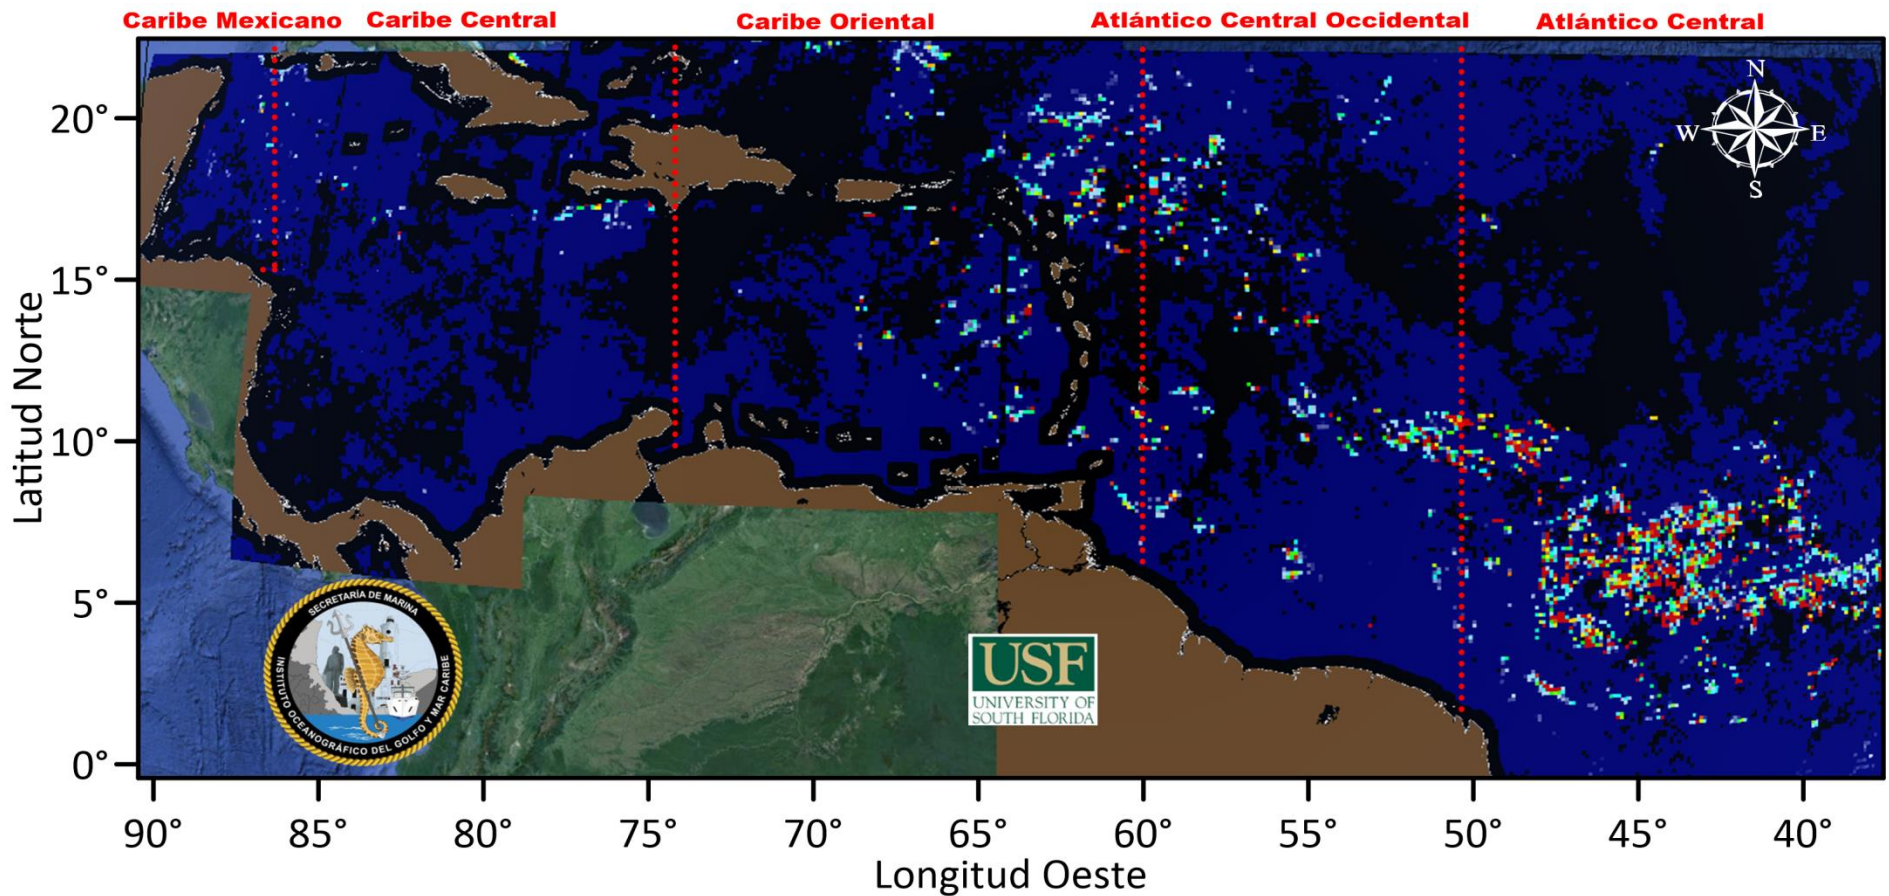 Caribe Mexicano
Caribe Central
Caribe Oriental
Atlántico Central Occidental
Atlántico Central
N
W
E
S
20°
15°
10°
5°
0°
Latitud Norte
SECRETARÍA DE MARINA
INSTITUTO OCEANOGRÁFICO DEL GOLFO Y MAR CARIBE
USF
UNIVERSITY OF
SOUTH FLORIDA
90°
85°
80°
75°
70°
65°
60°
55°
50°
45°
40°
Longitud Oeste